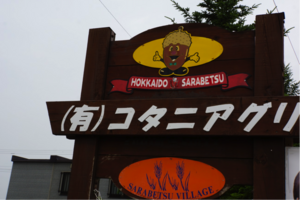 HOKKAIDO SARABETSU
(有)コタニアグリ
SARABETSU VILLAGE